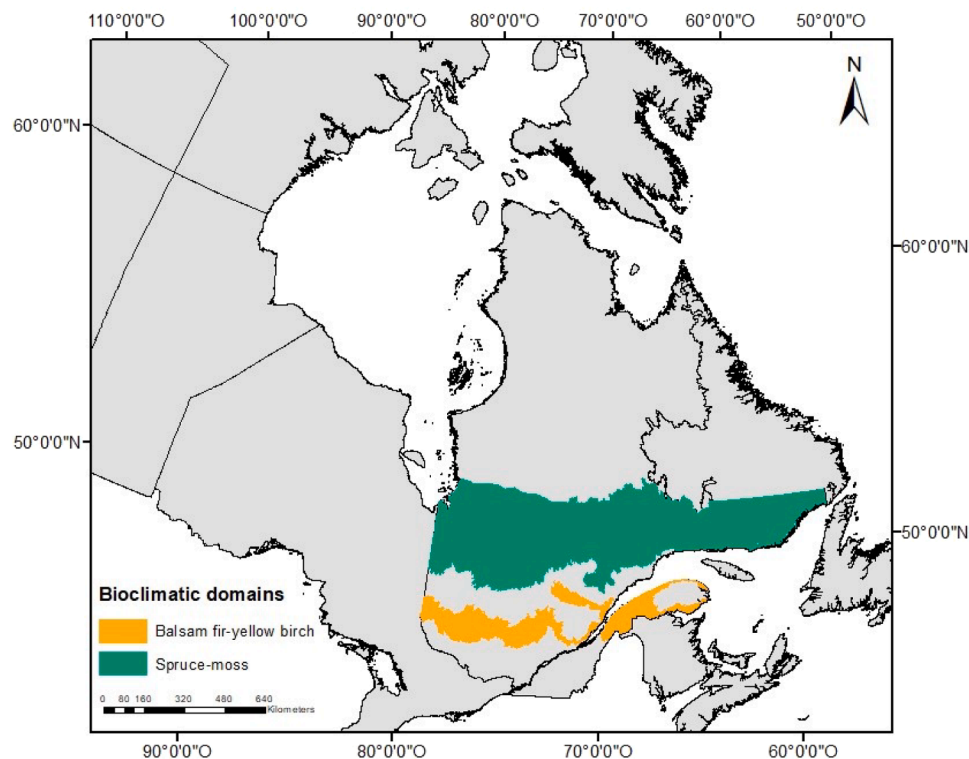 110°0'0"O 100°0'0"O 90°0'0"O 80°0'0"O 70°0'0"O 60°0'0"O 50°0'0"O
N
60°0'0"N
60°0'0"N
50°0'0"N
50°0'0"N
Bioclimatic domains
Balsam fir-yellow birch
Spruce-moss
0 80 160 320 480 640
Kilometers
90°0'0"O 80°0'0"O 70°0'0"O 60°0'0"O